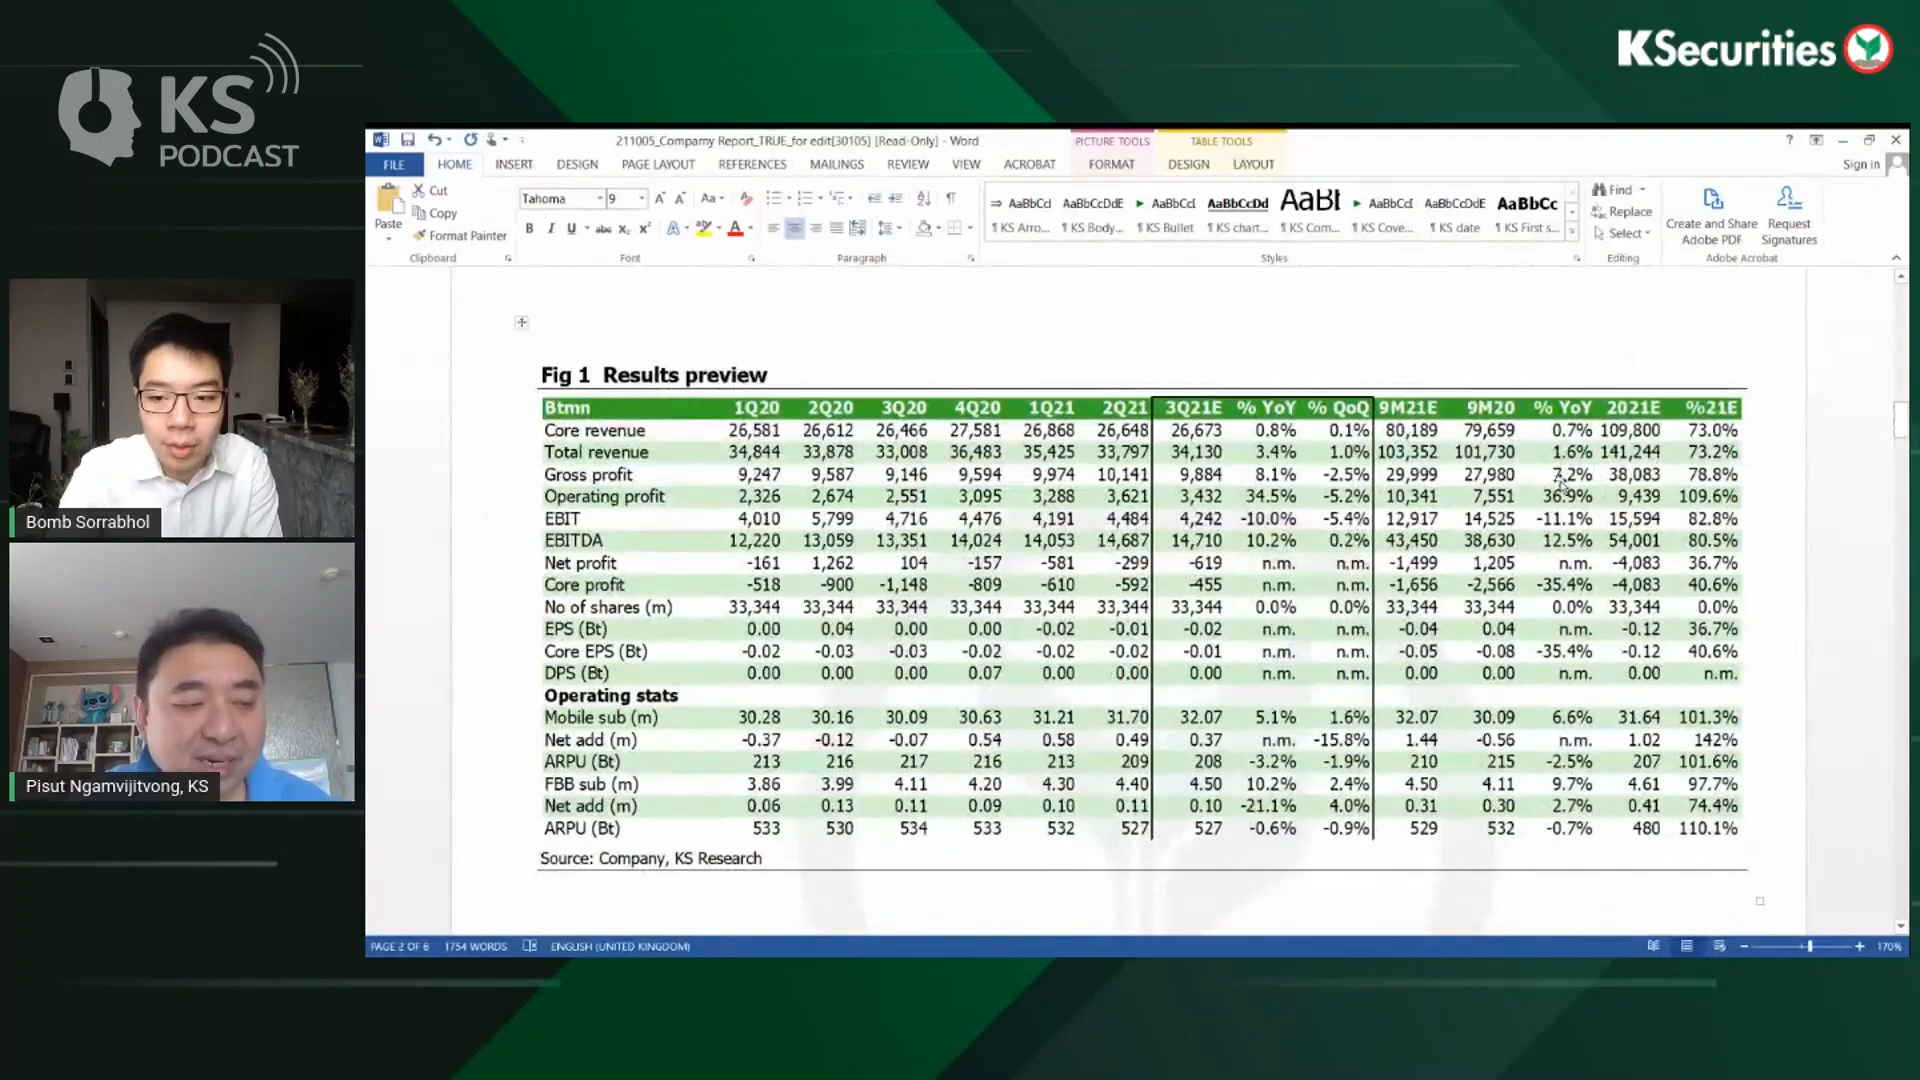 KS
PODCAST
KSecurities
211005_Compamy Report_TRUE_for edit[30105] [Read-Only] - Word
PICTURE TOOLS
TABLE TOOLS
FILE HOME INSERT DESIGN PAGE LAYOUT REFERENCES MAILINGS REVIEW VIEW ACROBAT FORMAT DESIGN LAYOUT
Sign in
Paste
Cut
Copy
Format Painter
Clipboard
Tahoma 9
Font
Paragraph
AaBbCcI AaBbCcDdE AaBbCcI AaBbCcDd AaBbI AaBbCcI AaBbCcDdE AaBbCc
¶ KS Arro... ¶ KS Body... ¶ KS Bullet ¶ KS chart... ¶ KS Com... ¶ KS Cove... ¶ KS date ¶ KS First s...
Styles
Find
Replace
Select
Editing
Create and Share
Adobe PDF
Request
Signatures
Adobe Acrobat
Bomb Sorrabhol
Pisut Ngamvijitvong, KS
Fig 1 Results preview
Btmn 1Q20 2Q20 3Q20 4Q20 1Q21 2Q21 3Q21E % YoY % QoQ 9M21E 9M20 % YoY 2021E %21E
Core revenue 26,581 26,612 26,466 27,581 26,868 26,648 26,673 0.8% 0.1% 80,189 79,659 0.7% 109,800 73.0%
Total revenue 34,844 33,878 33,008 36,483 35,425 33,797 34,130 3.4% 1.0% 103,352 101,730 1.6% 141,244 73.2%
Gross profit 9,247 9,587 9,146 9,594 9,974 10,141 9,884 8.1% -2.5% 29,999 27,980 7.2% 38,083 78.8%
Operating profit 2,326 2,674 2,551 3,095 3,288 3,621 3,432 34.5% -5.2% 10,341 7,551 36.9% 9,439 109.6%
EBIT 4,010 5,799 4,716 4,476 4,191 4,484 4,242 -10.0% -5.4% 12,917 14,525 -11.1% 15,594 82.8%
EBITDA 12,220 13,059 13,351 14,024 14,053 14,687 14,710 10.2% 0.2% 43,450 38,630 12.5% 54,001 80.5%
Net profit -161 1,262 104 -157 -581 -299 -619 n.m. n.m. -1,499 1,205 n.m. -4,083 36.7%
Core profit -518 -900 -1,148 -809 -610 -592 -455 n.m. n.m. -1,656 -2,566 -35.4% -4,083 40.6%
No of shares (m) 33,344 33,344 33,344 33,344 33,344 33,344 33,344 0.0% 0.0% 33,344 33,344 0.0% 33,344 0.0%
EPS (Bt) 0.00 0.04 0.00 0.00 -0.02 -0.01 -0.02 n.m. n.m. -0.04 0.04 n.m. -0.12 36.7%
Core EPS (Bt) -0.02 -0.03 -0.03 -0.02 -0.02 -0.02 -0.01 n.m. n.m. -0.05 -0.08 -35.4% -0.12 40.6%
DPS (Bt) 0.00 0.00 0.00 0.07 0.00 0.00 0.00 n.m. n.m. 0.00 0.00 n.m. 0.00 n.m.
Operating stats
Mobile sub (m) 30.28 30.16 30.09 30.63 31.21 31.70 32.07 5.1% 1.6% 32.07 30.09 6.6% 31.64 101.3%
Net add (m) -0.37 -0.12 -0.07 0.54 0.58 0.49 0.37 n.m. -15.8% 1.44 -0.56 n.m. 1.02 142%
ARPU (Bt) 213 216 217 216 213 209 208 -3.2% -1.9% 210 215 -2.5% 207 101.6%
FBB sub (m) 3.86 3.99 4.11 4.20 4.30 4.40 4.50 10.2% 2.4% 4.50 4.11 9.7% 4.61 97.7%
Net add (m) 0.06 0.13 0.11 0.09 0.10 0.11 0.10 -21.1% 4.0% 0.31 0.30 2.7% 0.41 74.4%
ARPU (Bt) 533 530 534 533 532 527 527 -0.6% -0.9% 529 532 -0.7% 480 110.1%
Source: Company, KS Research
PAGE 2 OF 6 1754 WORDS ENGLISH (UNITED KINGDOM) 170%